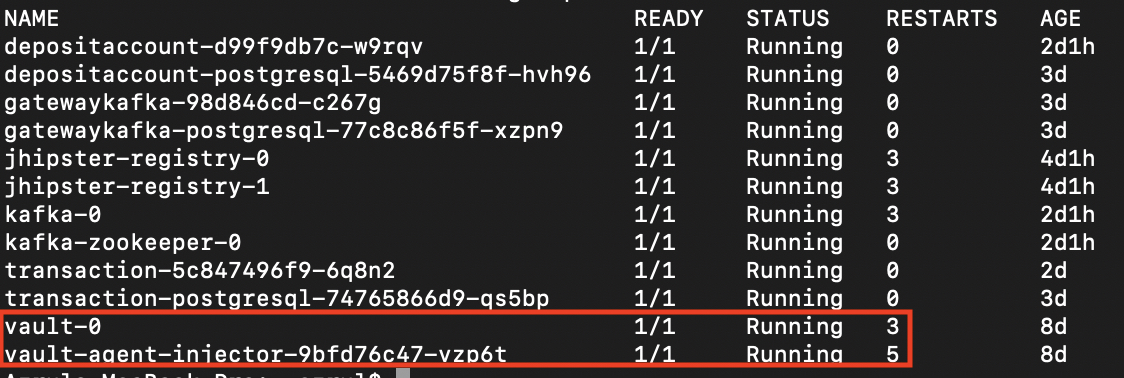 NAME READY STATUS RESTARTS AGE
depositaccount-d99f9db7c-w9rqv 1/1 Running 0 2d1h
depositaccount-postgresql-5469d75f8f-hvh96 1/1 Running 0 3d
gatewaykafka-98d846cd-c267g 1/1 Running 0 3d
gatewaykafka-postgresql-77c8c86f5f-xzpn9 1/1 Running 0 3d
jhipster-registry-0 1/1 Running 3 4d1h
jhipster-registry-1 1/1 Running 3 4d1h
kafka-0 1/1 Running 3 2d1h
kafka-zookeeper-0 1/1 Running 0 2d1h
transaction-5c847496f9-6q8n2 1/1 Running 0 2d
transaction-postgresql-74765866d9-qs5bp 1/1 Running 0 3d
vault-0 1/1 Running 3 8d
vault-agent-injector-9bfd76c47-vzp6t 1/1 Running 5 8d